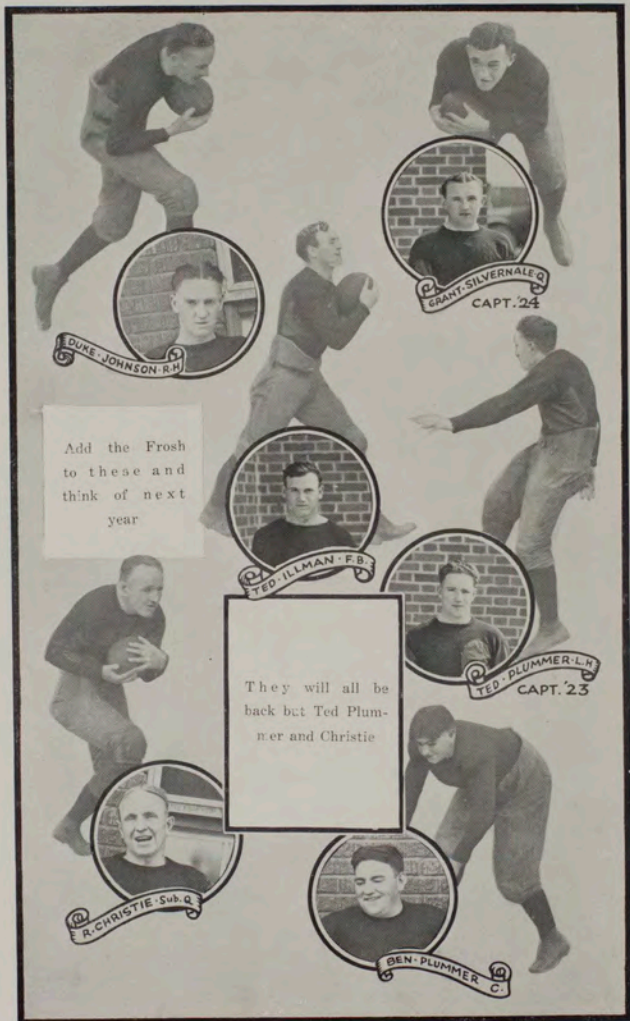 GRANT·SILVERNALE·Q
CAPT.'24
DUKE·JOHNSON·R·H
Add the Frosh
to these and
think of next
year
TED·ILLMAN·F.B.
TED·PLUMMER·L.H
CAPT.'23
They will all be
back but Ted Plum-
mer and Christie
R.CHRISTIE·Sub.Q
BEN·PLUMMER
C.